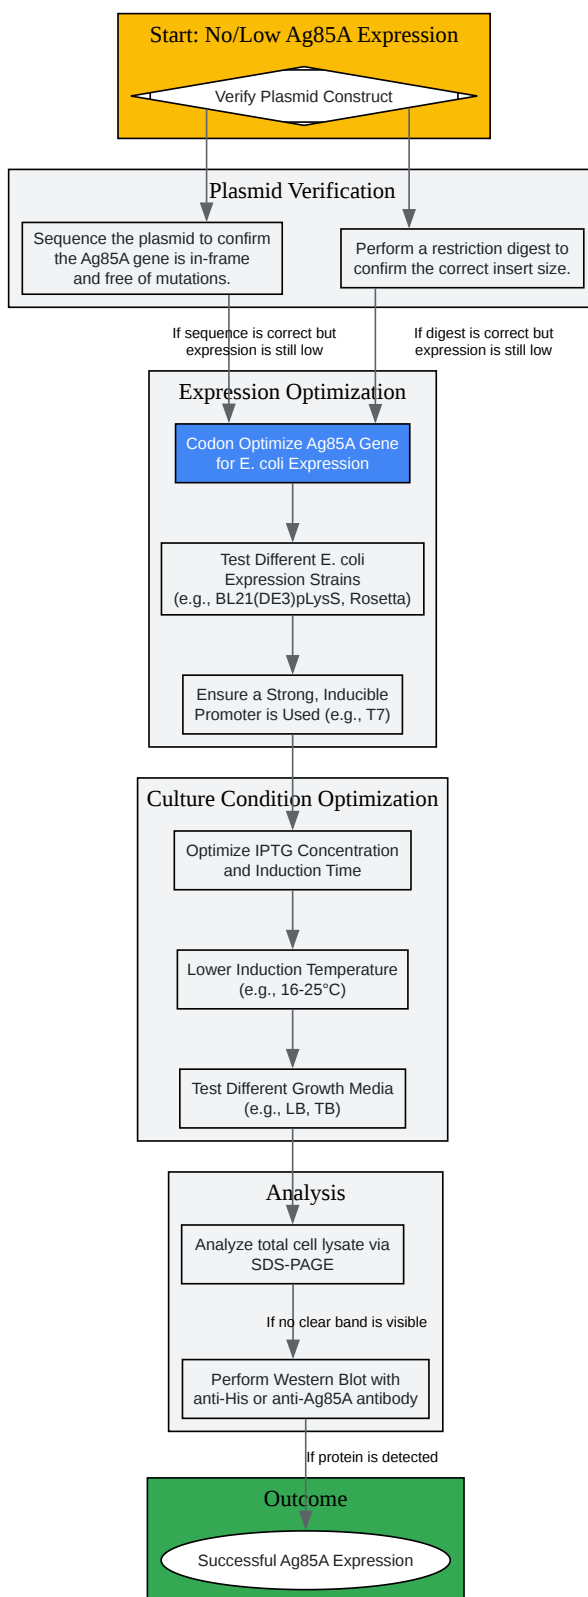 Start: No/Low Ag85A Expression
Verify Plasmid Construct
Plasmid Verification
Sequence the plasmid to confirm
the Ag85A gene is in-frame
and free of mutations.
Perform a restriction digest to
confirm the correct insert size.
If sequence is correct but
expression is still low
If digest is correct but
expression is still low
Expression Optimization
Codon Optimize Ag85A Gene
for E. coli Expression
Test Different E. coli
Expression Strains
(e.g., BL21(DE3)pLysS, Rosetta)
Ensure a Strong, Inducible
Promoter is Used (e.g., T7)
Culture Condition Optimization
Optimize IPTG Concentration
and Induction Time
Lower Induction Temperature
(e.g., 16-25°C)
Test Different Growth Media
(e.g., LB, TB)
Analysis
Analyze total cell lysate via
SDS-PAGE
If no clear band is visible
Perform Western Blot with
anti-His or anti-Ag85A antibody
If protein is detected
Outcome
Successful Ag85A Expression